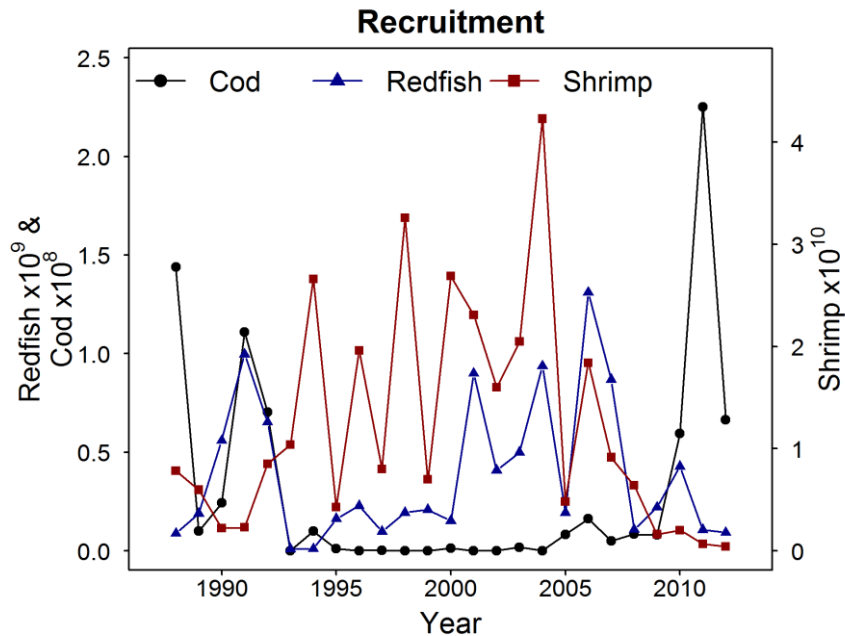 Recruitment
Cod Redfish Shrimp
2.5
2.0
1.5
1.0
0.5
0.0
4
3
2
1
0
Redfish x10⁹ &
Cod x10⁸
Shrimp x10¹⁰
1990 1995 2000 2005 2010
Year